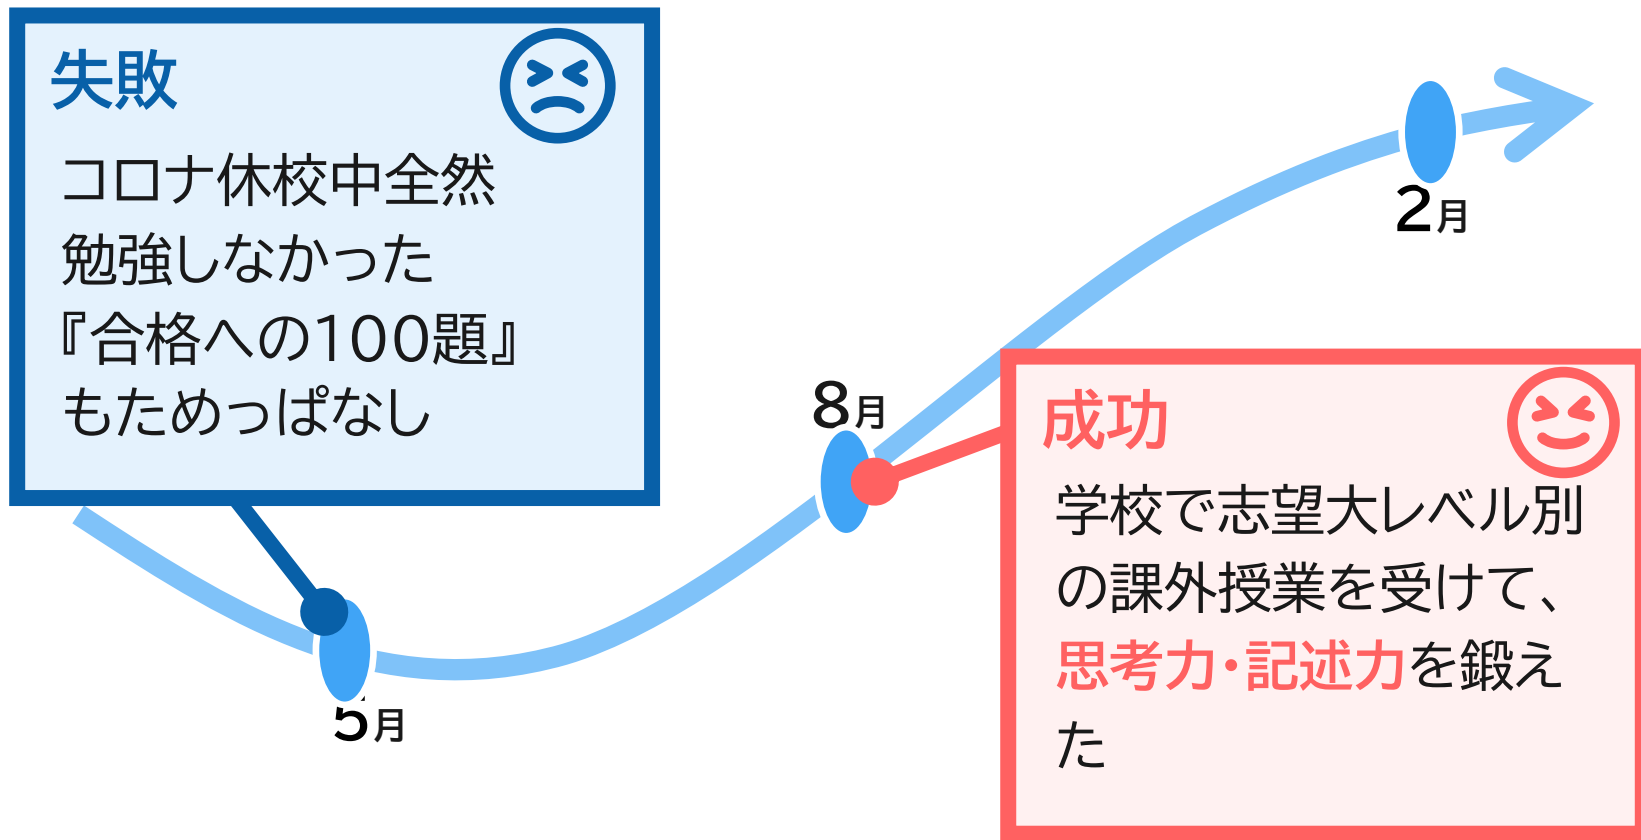 失敗
コロナ休校中全然
勉強しなかった
『合格への100題』
もためっぱなし
5月
8月
2月
成功
学校で志望大レベル別
の課外授業を受けて、
思考力・記述力を鍛え
た